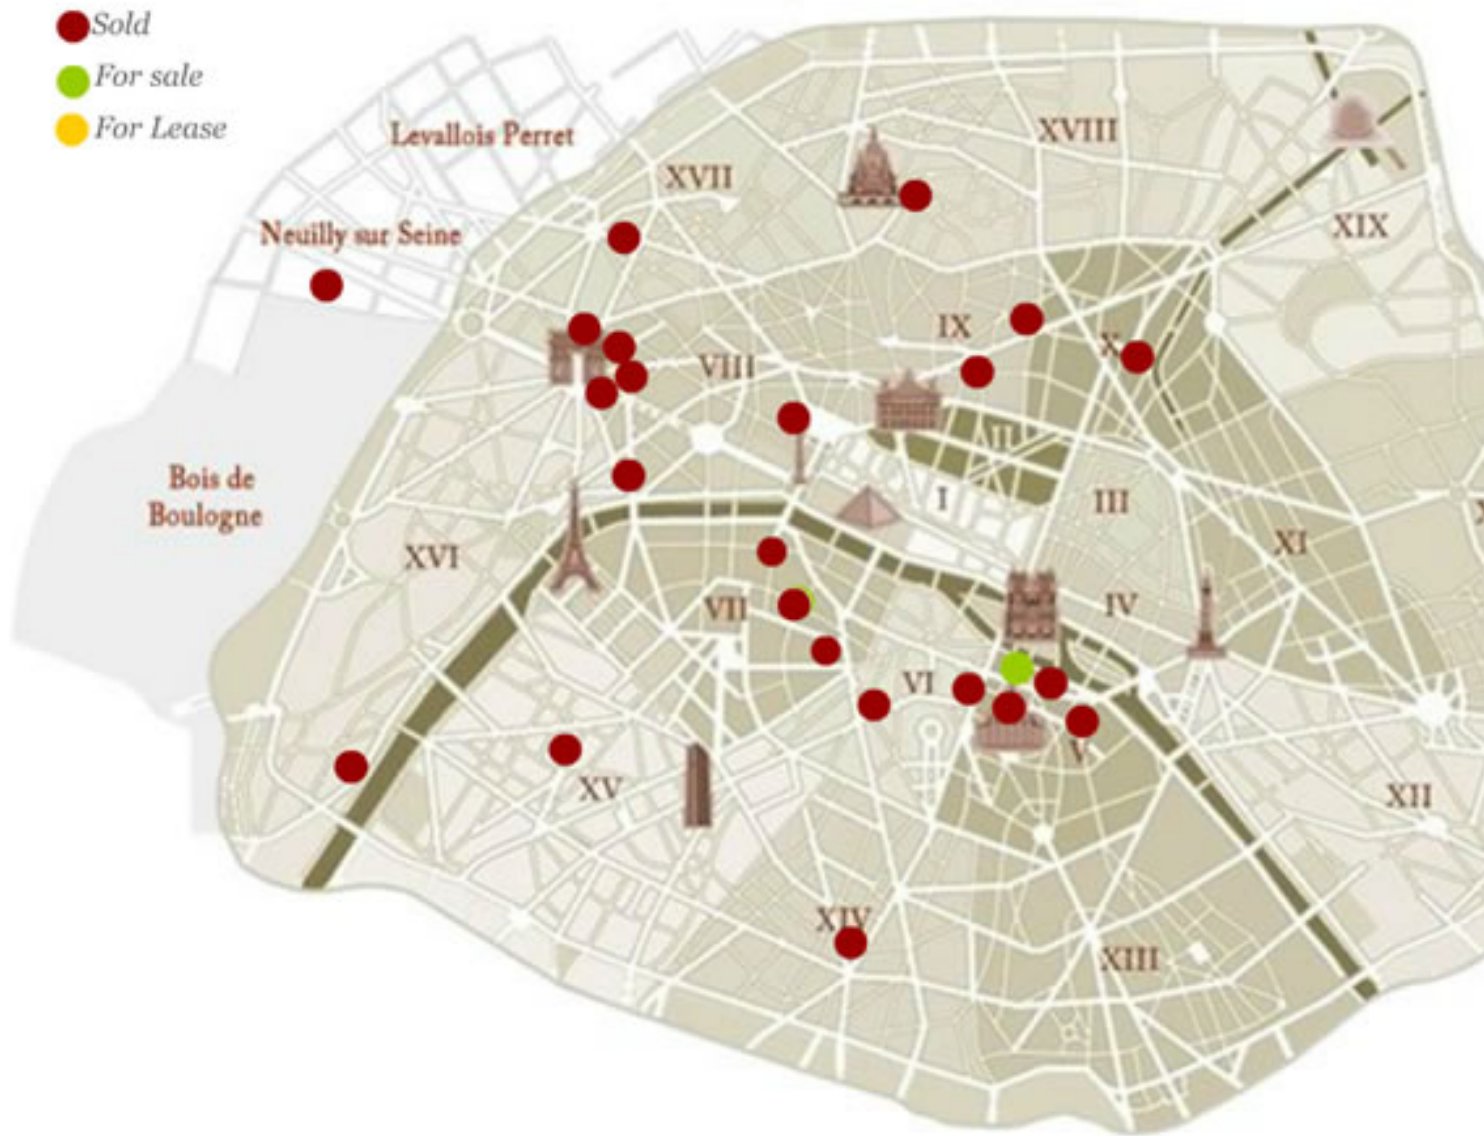 Sold
For sale
For Lease
Levallois Perret
Neuilly sur Seine
Bois de
Boulogne
XVIII
XVII
XIX
IX
X
VIII
II
I
III
XI
XVI
IV
VII
VI
V
XV
XII
XIV
XIII